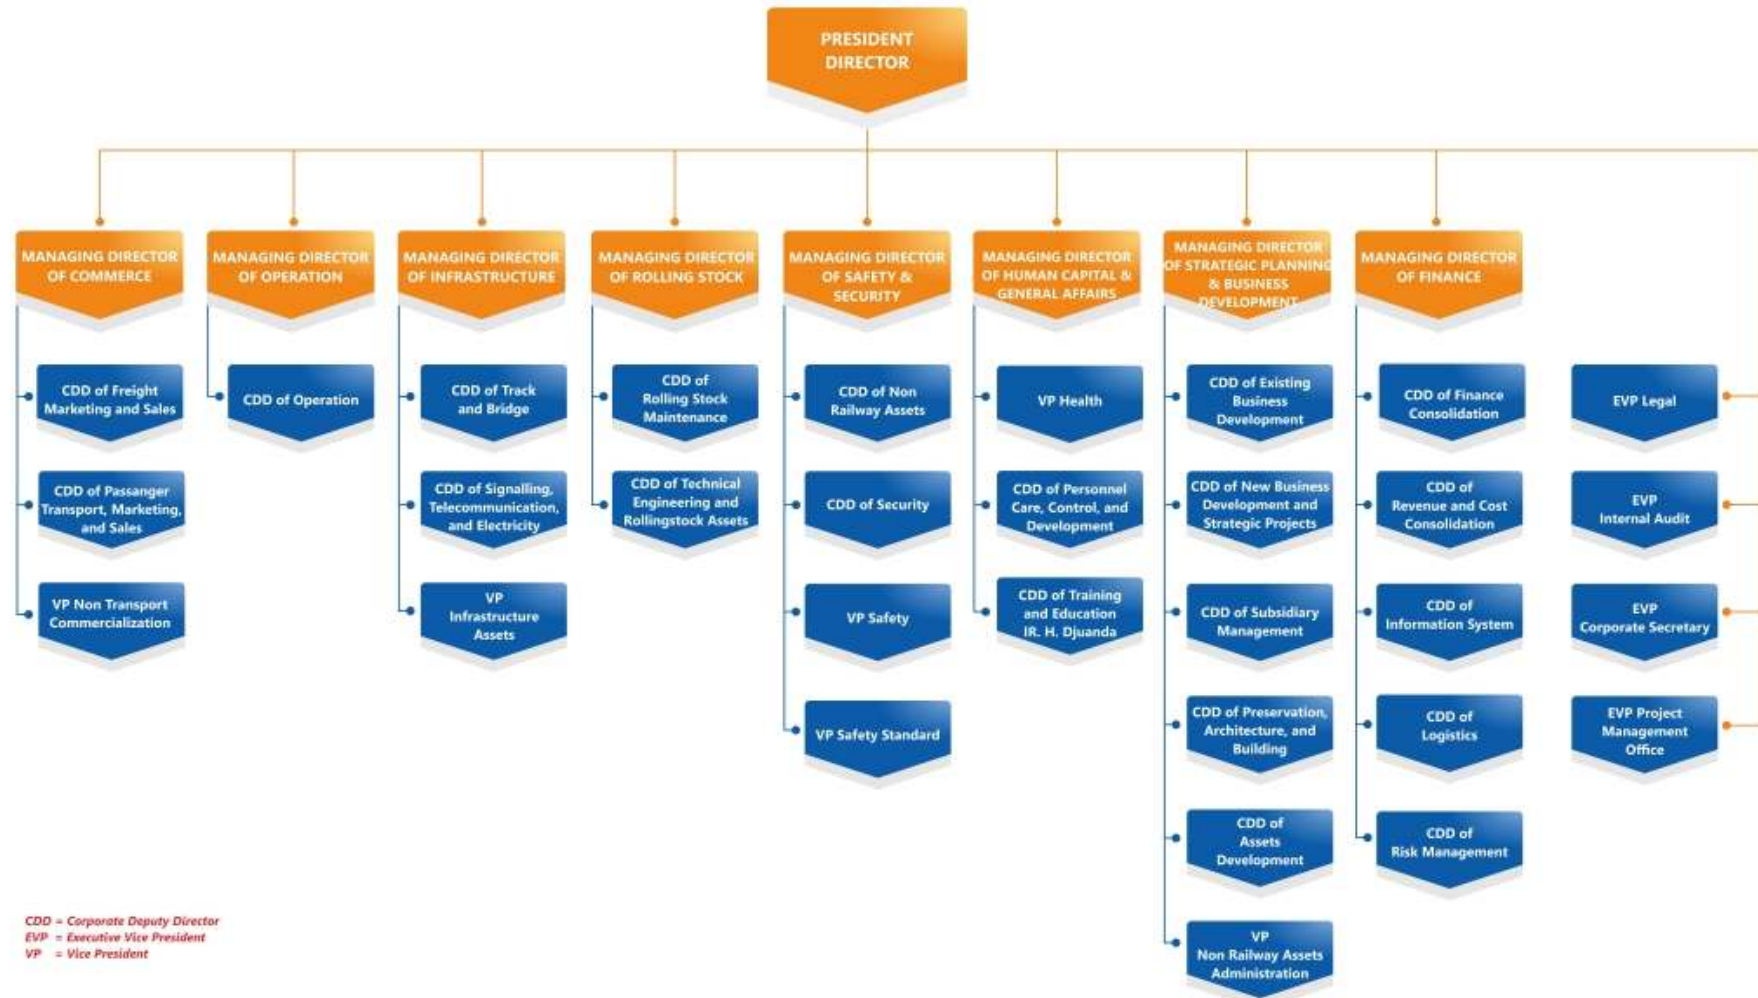 PRESIDENT
DIRECTOR
MANAGING DIRECTOR
OF COMMERCE
CDD of Freight
Marketing and Sales
CDD of Passanger
Transport, Marketing,
and Sales
VP Non Transport
Commercialization
MANAGING DIRECTOR
OF OPERATION
CDD of Operation
MANAGING DIRECTOR
OF INFRASTRUCTURE
CDD of Track
and Bridge
CDD of Signalling,
Telecommunication,
and Electricity
VP
Infrastructure
Assets
MANAGING DIRECTOR
OF ROLLING STOCK
CDD of
Rolling Stock
Maintenance
CDD of Technical
Engineering and
Rollingstock Assets
MANAGING DIRECTOR
OF SAFETY &
SECURITY
CDD of Non
Railway Assets
CDD of Security
VP Safety
VP Safety Standard
MANAGING DIRECTOR
OF HUMAN CAPITAL &
GENERAL AFFAIRS
VP Health
CDD of Personnel
Care, Control, and
Development
CDD of Training
and Education
IR. H. Djuanda
MANAGING DIRECTOR
OF STRATEGIC PLANNING
& BUSINESS
DEVELOPMENT
CDD of Existing
Business
Development
CDD of New Business
Development and
Strategic Projects
CDD of Subsidiary
Management
CDD of Preservation,
Architecture, and
Building
CDD of
Assets
Development
VP
Non Railway Assets
Administration
MANAGING DIRECTOR
OF FINANCE
CDD of Finance
Consolidation
CDD of
Revenue and Cost
Consolidation
CDD of
Information System
CDD of
Logistics
CDD of
Risk Management
EVP Legal
EVP
Internal Audit
EVP
Corporate Secretary
EVP Project
Management
Office
CDD = Corporate Deputy Director
EVP = Executive Vice President
VP = Vice President